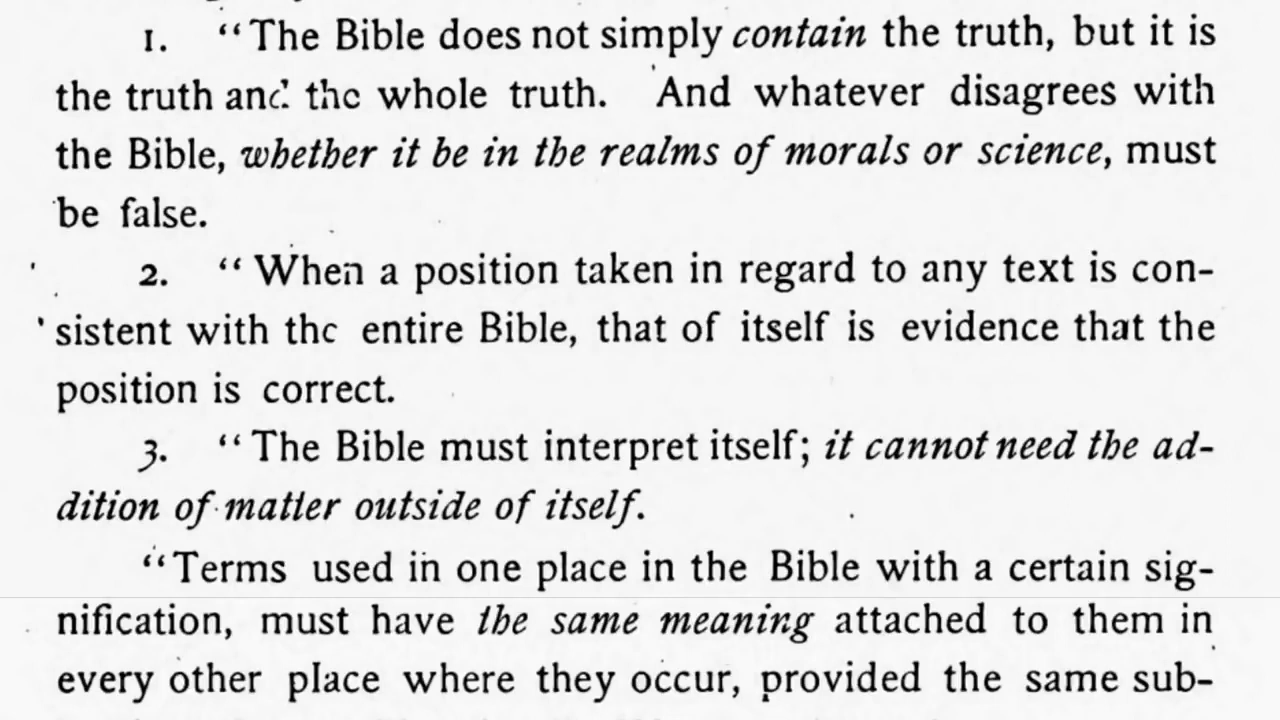 1. “The Bible does not simply contain the truth, but it is
the truth and the whole truth. And whatever disagrees with
the Bible, whether it be in the realms of morals or science, must
be false.
2. “When a position taken in regard to any text is con-
sistent with the entire Bible, that of itself is evidence that the
position is correct.
3. “The Bible must interpret itself; it cannot need the ad-
dition of matter outside of itself.
“Terms used in one place in the Bible with a certain sig-
nification, must have the same meaning attached to them in
every other place where they occur, provided the same sub-